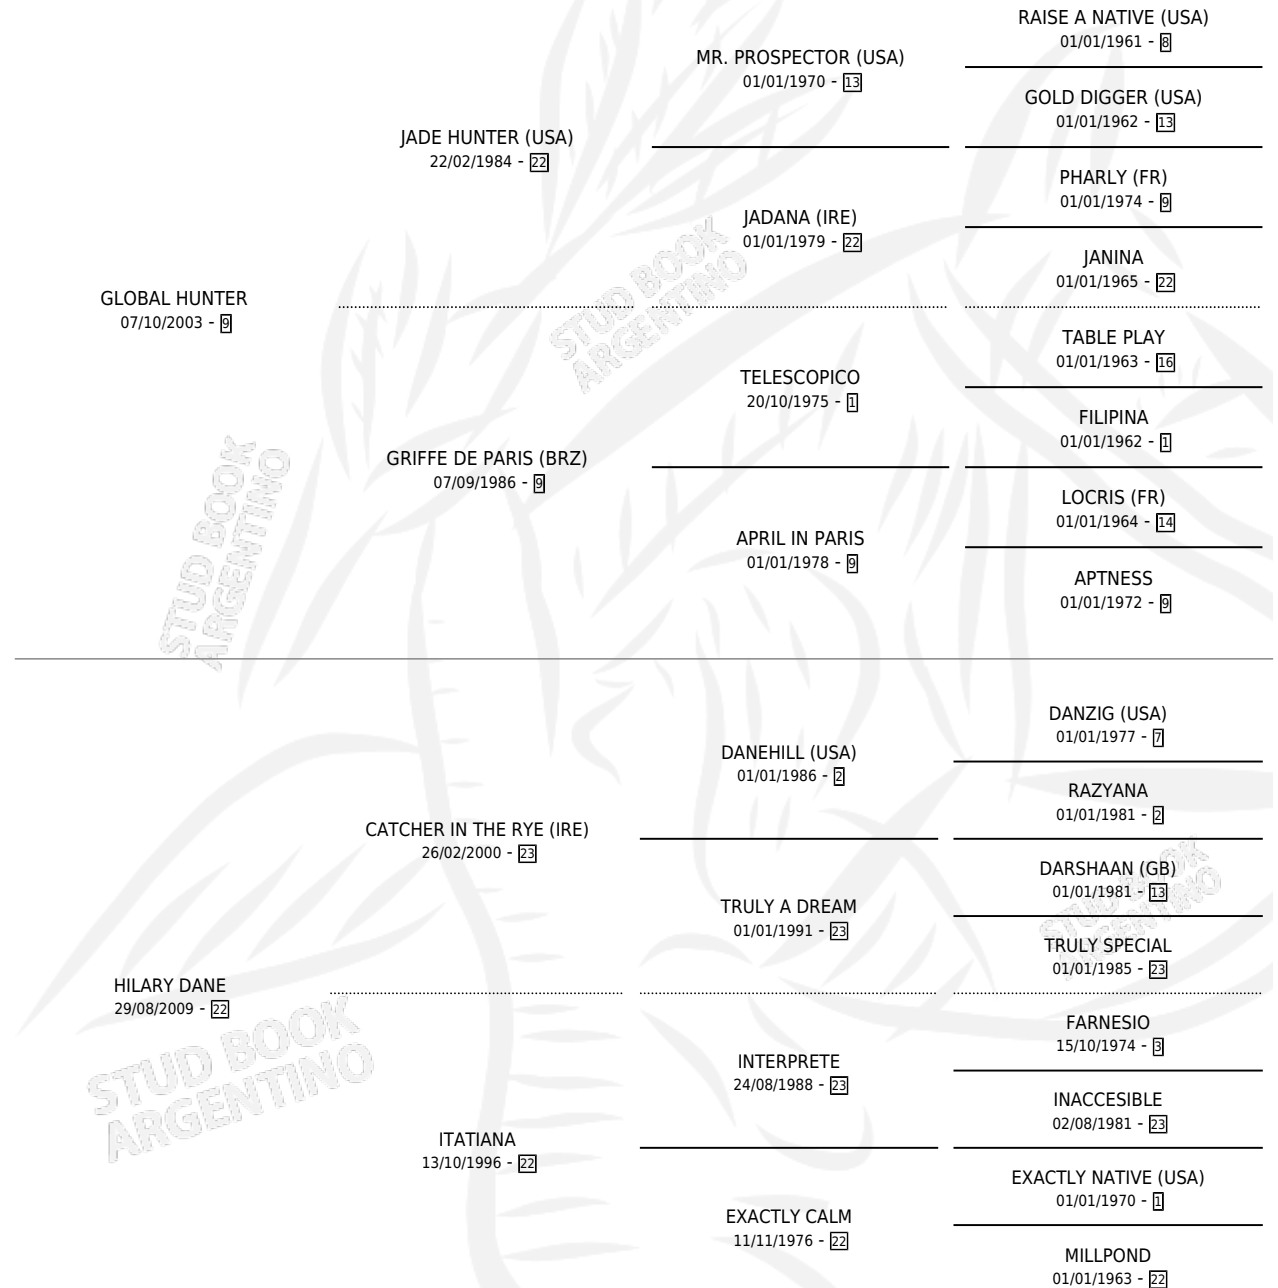 RAISE A NATIVE (USA)
01/01/1961 - 8
MR. PROSPECTOR (USA)
01/01/1970 - 13
GOLD DIGGER (USA)
01/01/1962 - 13
JADE HUNTER (USA)
22/02/1984 - 22
PHARLY (FR)
01/01/1974 - 9
JADANA (IRE)
01/01/1979 - 22
JANINA
01/01/1965 - 22
GLOBAL HUNTER
07/10/2003 - 9
TABLE PLAY
01/01/1963 - 16
TELESCOPICO
20/10/1975 - 1
FILIPINA
01/01/1962 - 1
GRIFFE DE PARIS (BRZ)
07/09/1986 - 9
LOCRIS (FR)
01/01/1964 - 14
APRIL IN PARIS
01/01/1978 - 9
APTNESS
01/01/1972 - 9
DANZIG (USA)
01/01/1977 - 7
DANEHILL (USA)
01/01/1986 - 2
RAZYANA
01/01/1981 - 2
CATCHER IN THE RYE (IRE)
26/02/2000 - 23
DARSHAAN (GB)
01/01/1981 - 13
TRULY A DREAM
01/01/1991 - 23
TRULY SPECIAL
01/01/1985 - 23
HILARY DANE
29/08/2009 - 22
FARNESIO
15/10/1974 - 3
INTERPRETE
24/08/1988 - 23
INACCESIBLE
02/08/1981 - 23
ITATIANA
13/10/1996 - 22
EXACTLY NATIVE (USA)
01/01/1970 - 1
EXACTLY CALM
11/11/1976 - 22
MILLPOND
01/01/1963 - 22
STUD BOOK
ARGENTINO
STUD BOOK
ARGENTINO
STUD BOOK
ARGENTINO
STUD BOOK
ARGENTINO